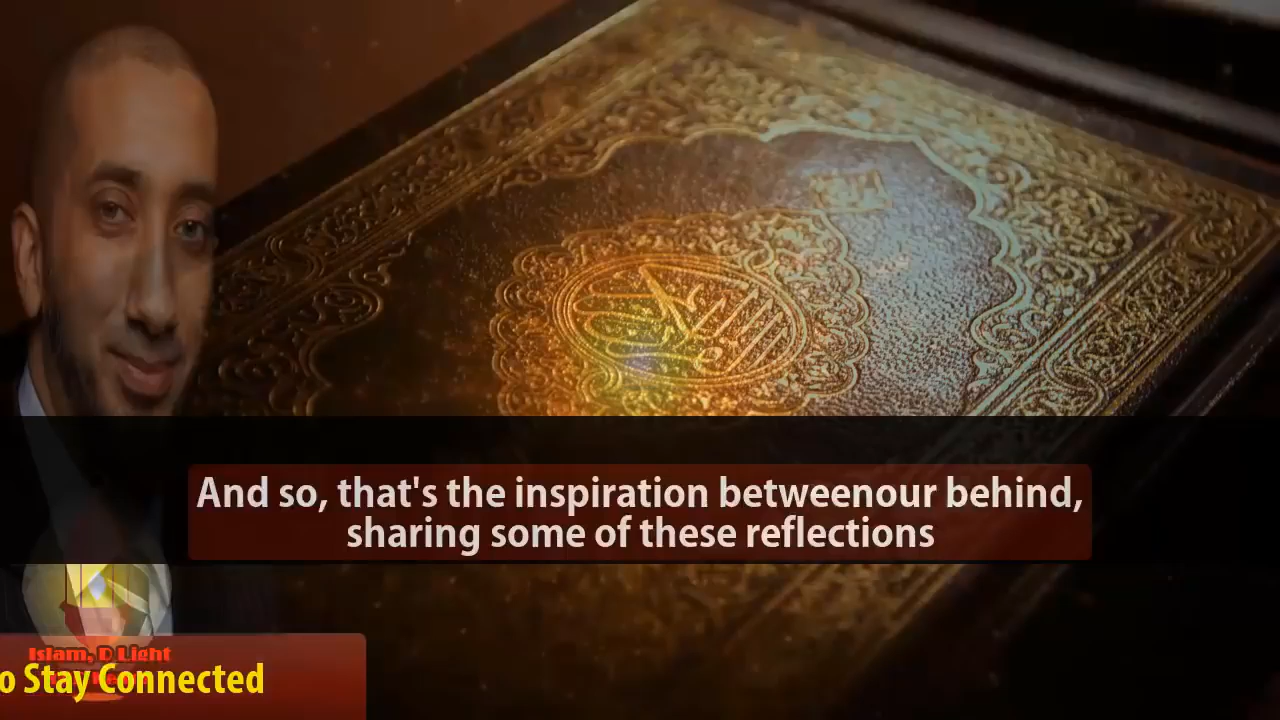 And so, that's the inspiration betweenour behind,
sharing some of these reflections
Islam, D Light
o Stay Connected